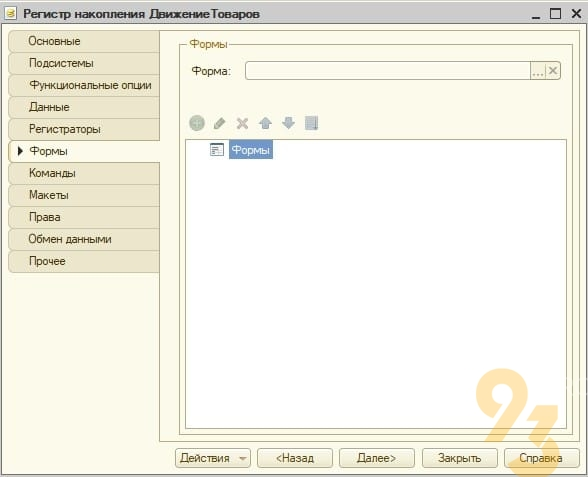 Регистр накопления ДвижениеТоваров
Основные
Подсистемы
Функциональные опции
Данные
Регистраторы
Формы
Команды
Макеты
Права
Обмен данными
Прочее
Формы
Форма:
...
Формы
93
Действия
<Назад
Далее>
Закрыть
Справка